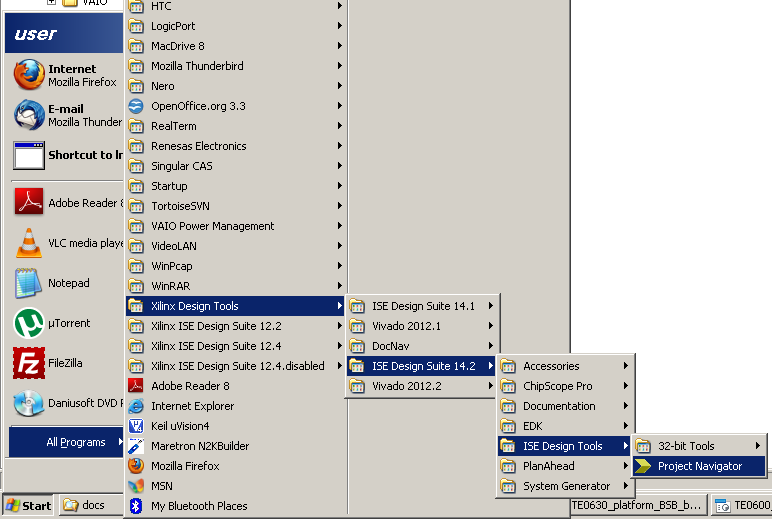 VAIO
user
Internet
Mozilla Firefox
E-mail
Mozilla Thunder
Shortcut to
Adobe Reader 8
VLC media playe
Notepad
µTorrent
FileZilla
Daniusoft DVD
All Programs
HTC
LogicPort
MacDrive 8
Mozilla Thunderbird
Nero
OpenOffice.org 3.3
RealTerm
Renesas Electronics
Singular CAS
Startup
TortoiseSVN
VAIO Power Management
VideoLAN
WinPcap
WinRAR
Xilinx Design Tools
Xilinx ISE Design Suite 12.2
Xilinx ISE Design Suite 12.4
Xilinx ISE Design Suite 12.4.disabled
Adobe Reader 8
Internet Explorer
Keil uVision4
Maretron N2KBuilder
Mozilla Firefox
MSN
My Bluetooth Places
ISE Design Suite 14.1
Vivado 2012.1
DocNav
ISE Design Suite 14.2
Vivado 2012.2
Accessories
ChipScope Pro
Documentation
EDK
ISE Design Tools
PlanAhead
System Generator
32-bit Tools
Project Navigator
Start
docs
TE0630_platform_BSB_b...
TE0600